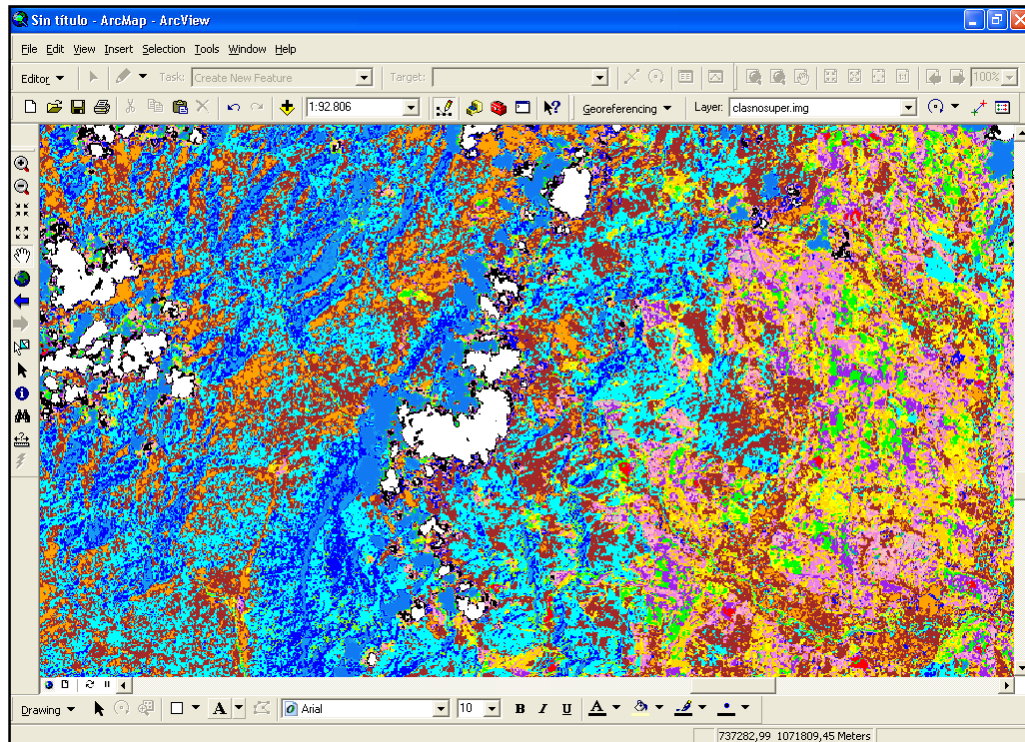 Sin título - ArcMap - ArcView
File Edit View Insert Selection Tools Window Help
Editor Task: Create New Feature Target: 100%
1:92.806 Georeferencing Layer: clasnosuper.img
Drawing A Arial 10 B I U A
737282,99 1071809,45 Meters